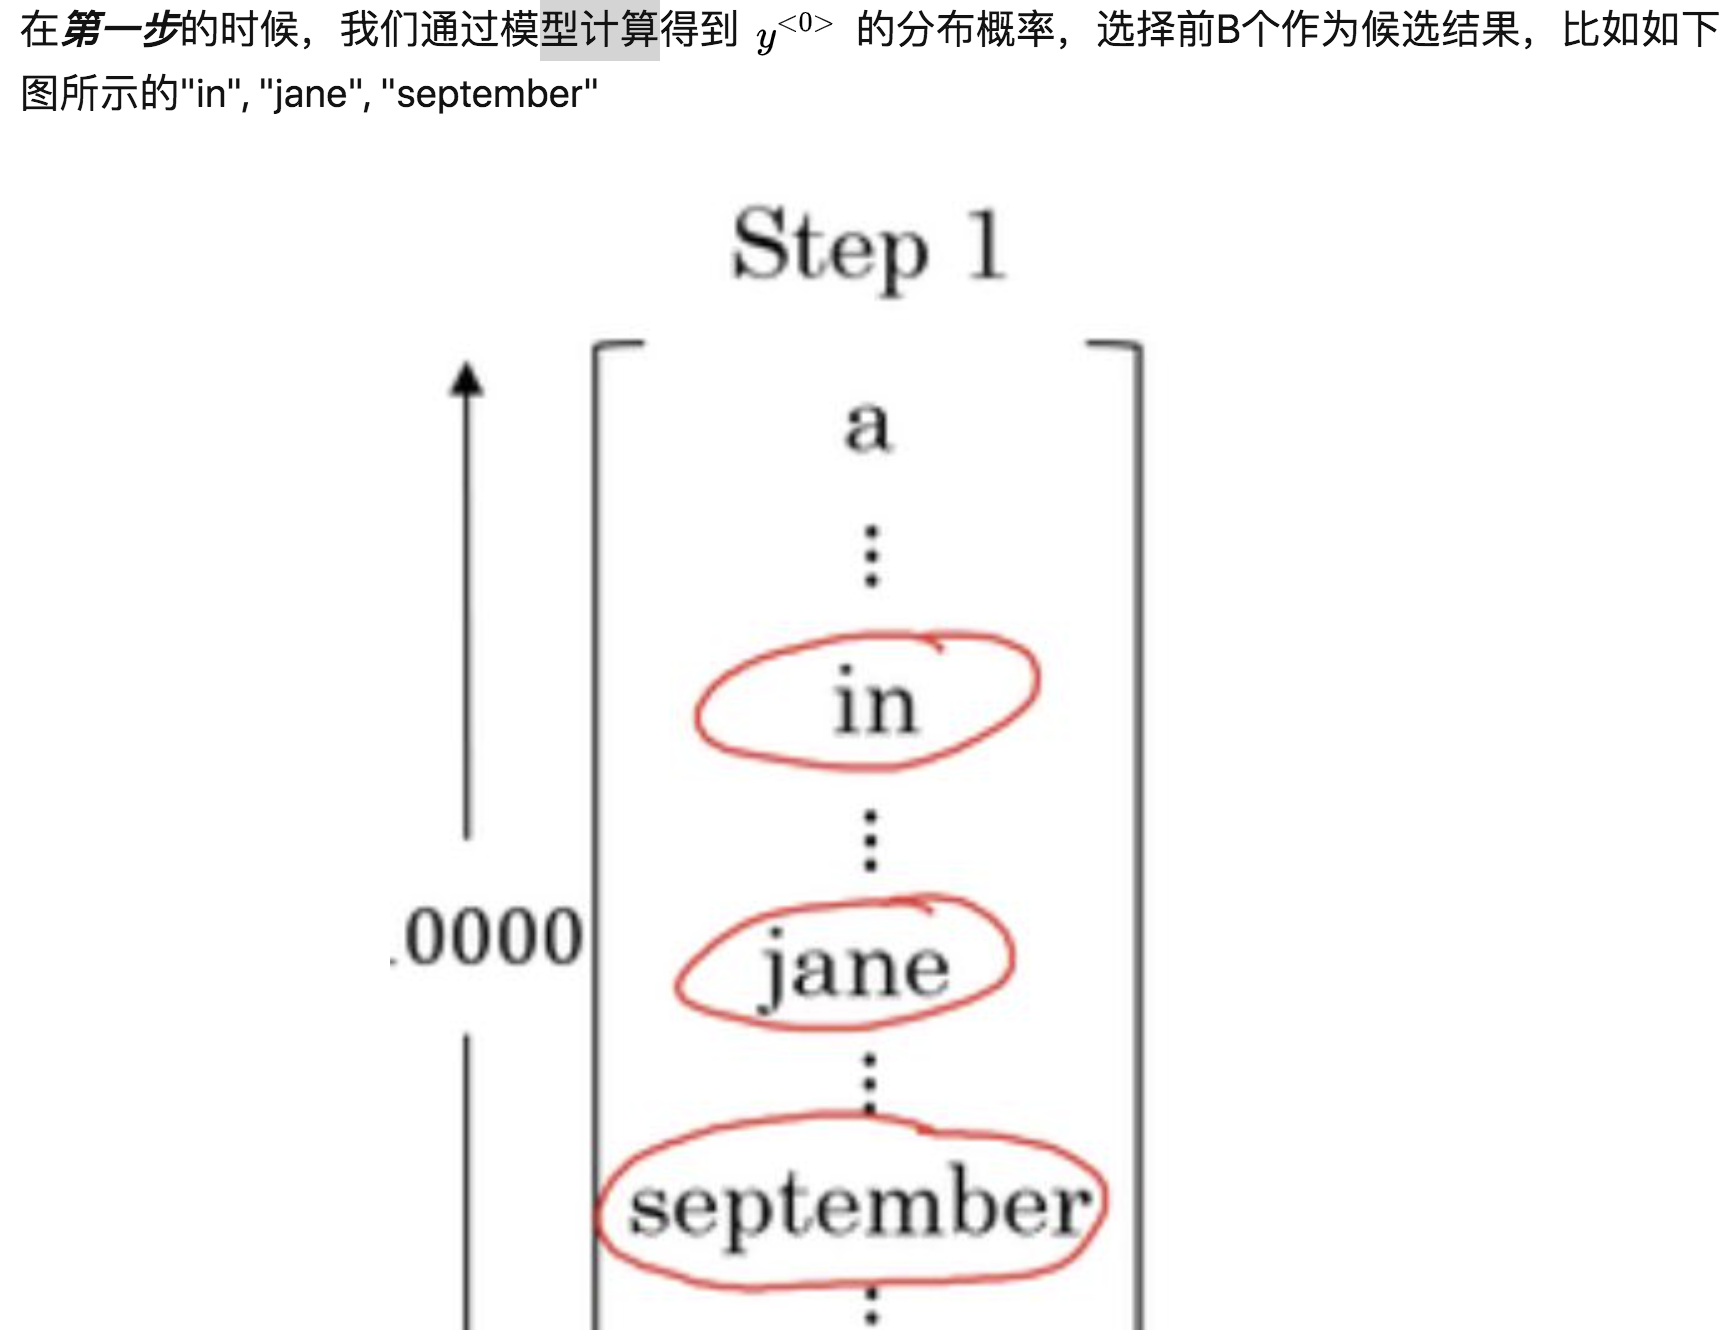 在第一步的时候，我们通过模型计算得到 y<0> 的分布概率，选择前B个作为候选结果，比如如下
图所示的"in", "jane", "september"
Step 1
a
in
jane
0000
september